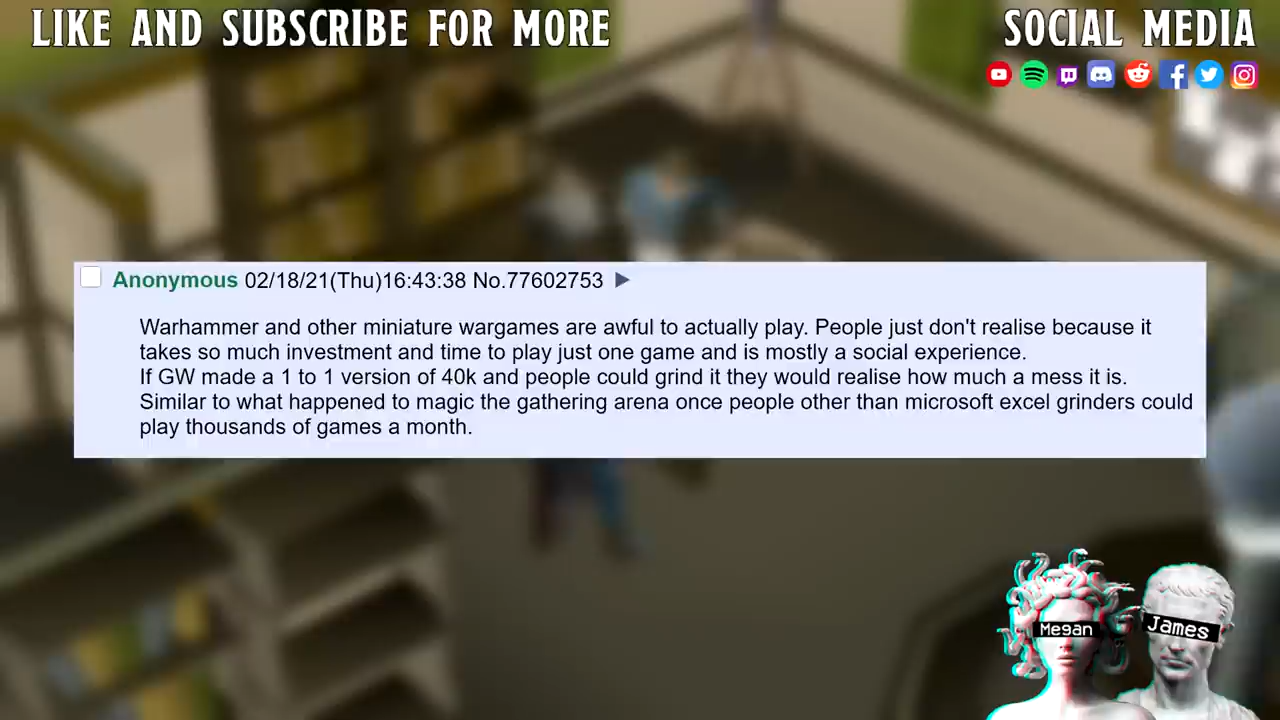 LIKE AND SUBSCRIBE FOR MORE
SOCIAL MEDIA
Anonymous 02/18/21(Thu)16:43:38 No.77602753
Warhammer and other miniature wargames are awful to actually play. People just don't realise because it
takes so much investment and time to play just one game and is mostly a social experience.
If GW made a 1 to 1 version of 40k and people could grind it they would realise how much a mess it is.
Similar to what happened to magic the gathering arena once people other than microsoft excel grinders could
play thousands of games a month.
Megan
James